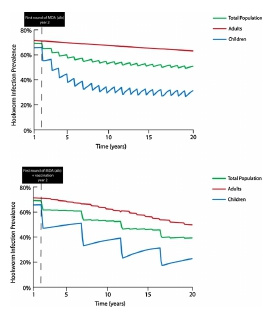 First round of MDA (alb)
year 2
Total Population
Adults
Children
80%
60%
40%
20%
0%
Hookworm Infection Prevalence
1
5
10
15
20
Time (years)
First round of MDA (alb)
+ vaccination
year 2
Total Population
Adults
Children
80%
60%
40%
20%
0%
Hookworm Infection Prevalence
1
5
10
15
20
Time (years)